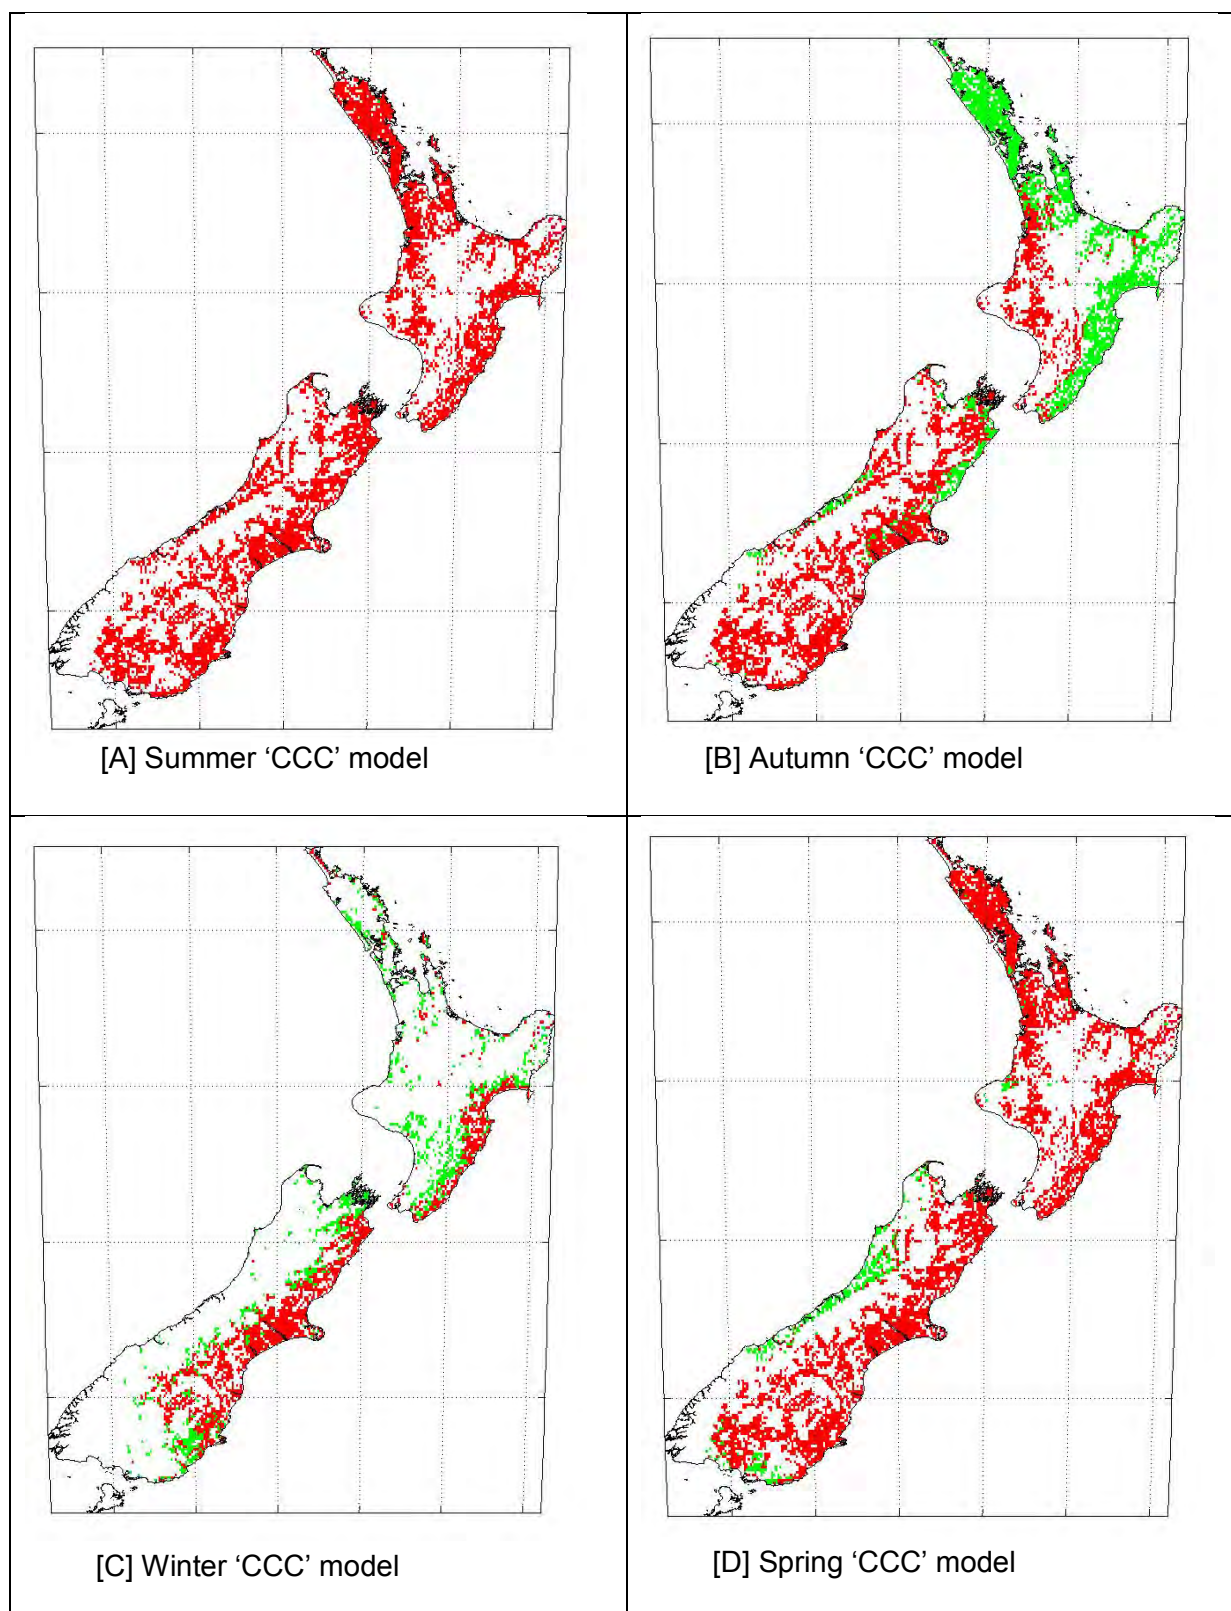 [A] Summer ‘CCC’ model
[B] Autumn ‘CCC’ model
[C] Winter ‘CCC’ model
[D] Spring ‘CCC’ model